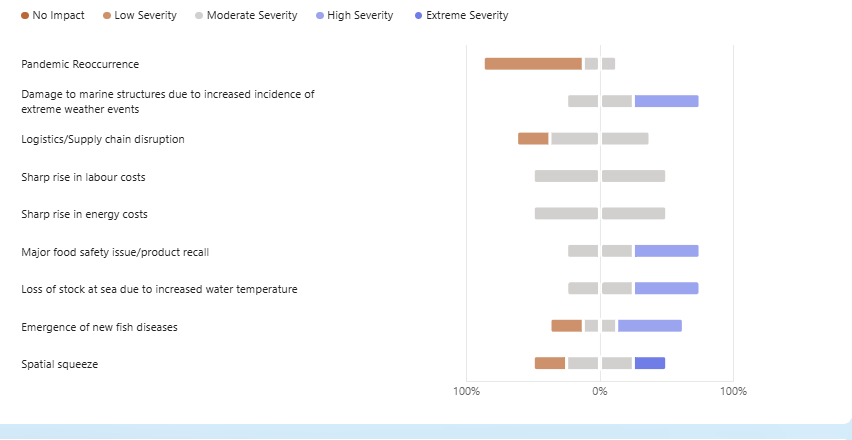 No Impact Low Severity Moderate Severity High Severity Extreme Severity
Pandemic Reoccurrence
Damage to marine structures due to increased incidence of
extreme weather events
Logistics/Supply chain disruption
Sharp rise in labour costs
Sharp rise in energy costs
Major food safety issue/product recall
Loss of stock at sea due to increased water temperature
Emergence of new fish diseases
Spatial squeeze
100% 0% 100%